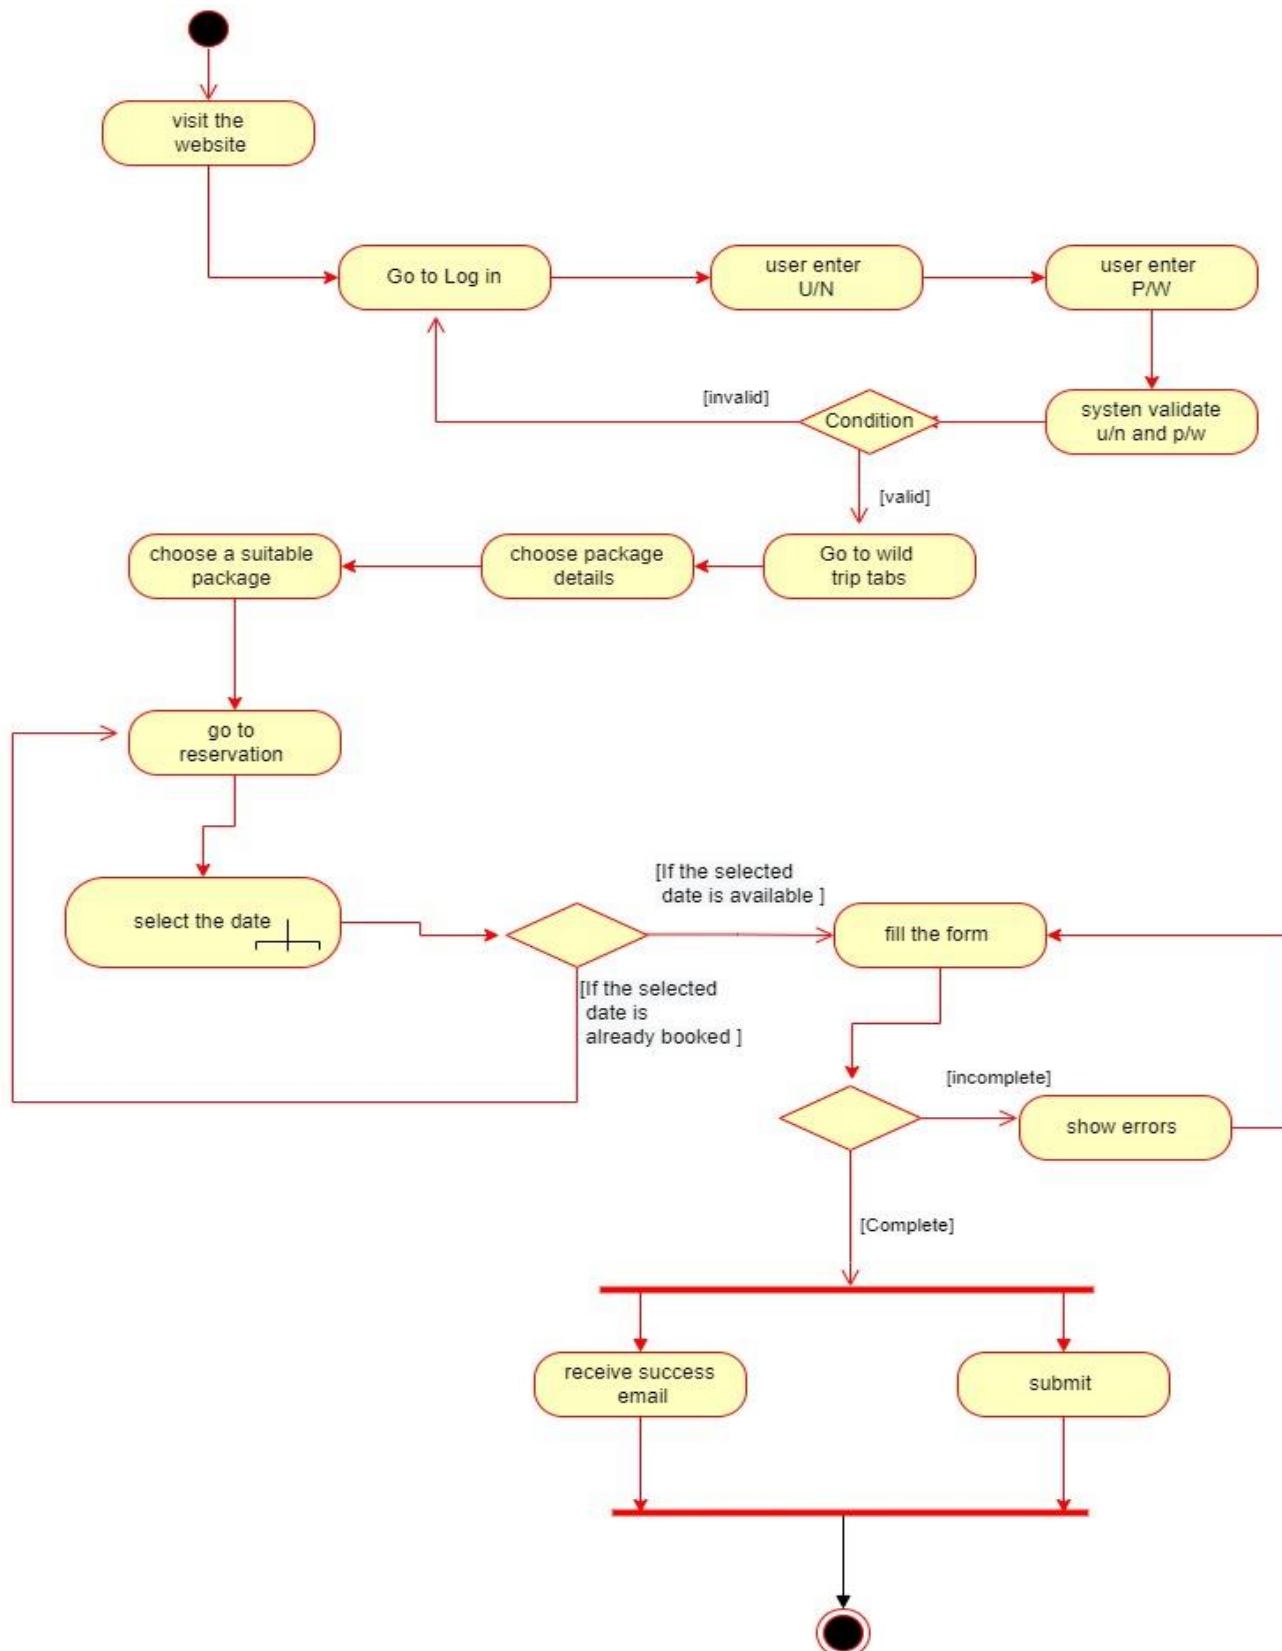 visit the
website
Go to Log in
user enter
U/N
user enter
P/W
[invalid]
Condition
systen validate
u/n and p/w
[valid]
choose a suitable
package
choose package
details
Go to wild
trip tabs
go to
reservation
[If the selected
date is available ]
select the date
fill the form
[If the selected
date is
already booked ]
[incomplete]
show errors
[Complete]
receive success
email
submit